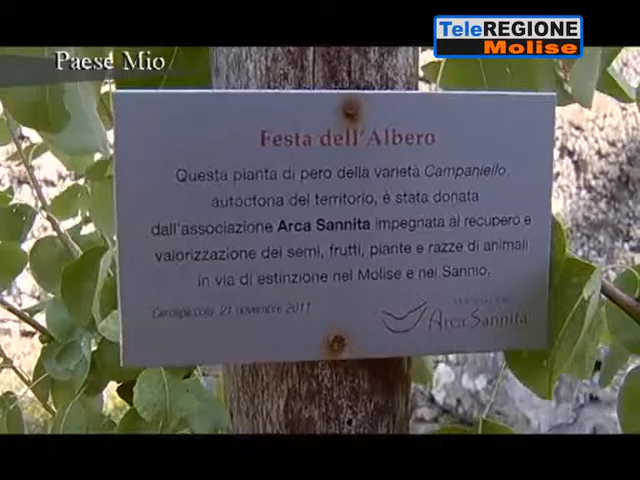 Paese Mio
TeleREGIONE
Molise
Festa dell'Albero
Questa pianta di pero della varietà Campaniello,
autoctona del territorio, è stata donata
dall'associazione Arca Sannita impegnata al recupero e
valorizzazione dei semi, frutti, piante e razze di animali
in via di estinzione nel Molise e nel Sannio.
Cercepiccola 21 novembre 2011
Arca Sannita